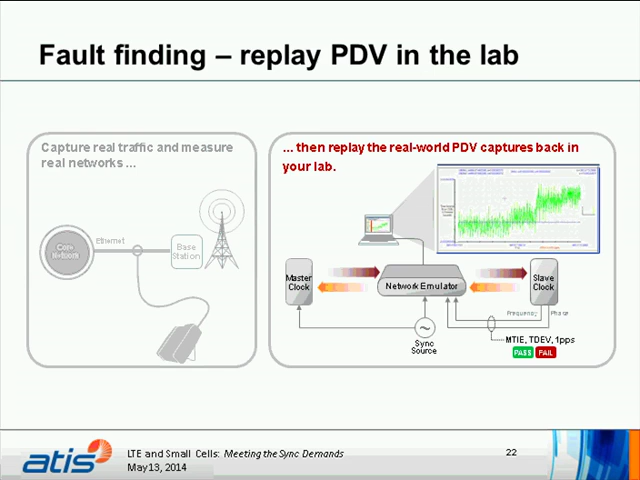 Fault finding – replay PDV in the lab
Capture real traffic and measure
real networks ...
... then replay the real-world PDV captures back in
your lab.
Core
Network
Ethernet
Base
Station
Master
Clock
Network Emulator
Slave
Clock
Frequency
Phase
Sync
Source
MTIE, TDEV, 1pps
PASS
FAIL
atis
LTE and Small Cells: Meeting the Sync Demands
May13, 2014
22